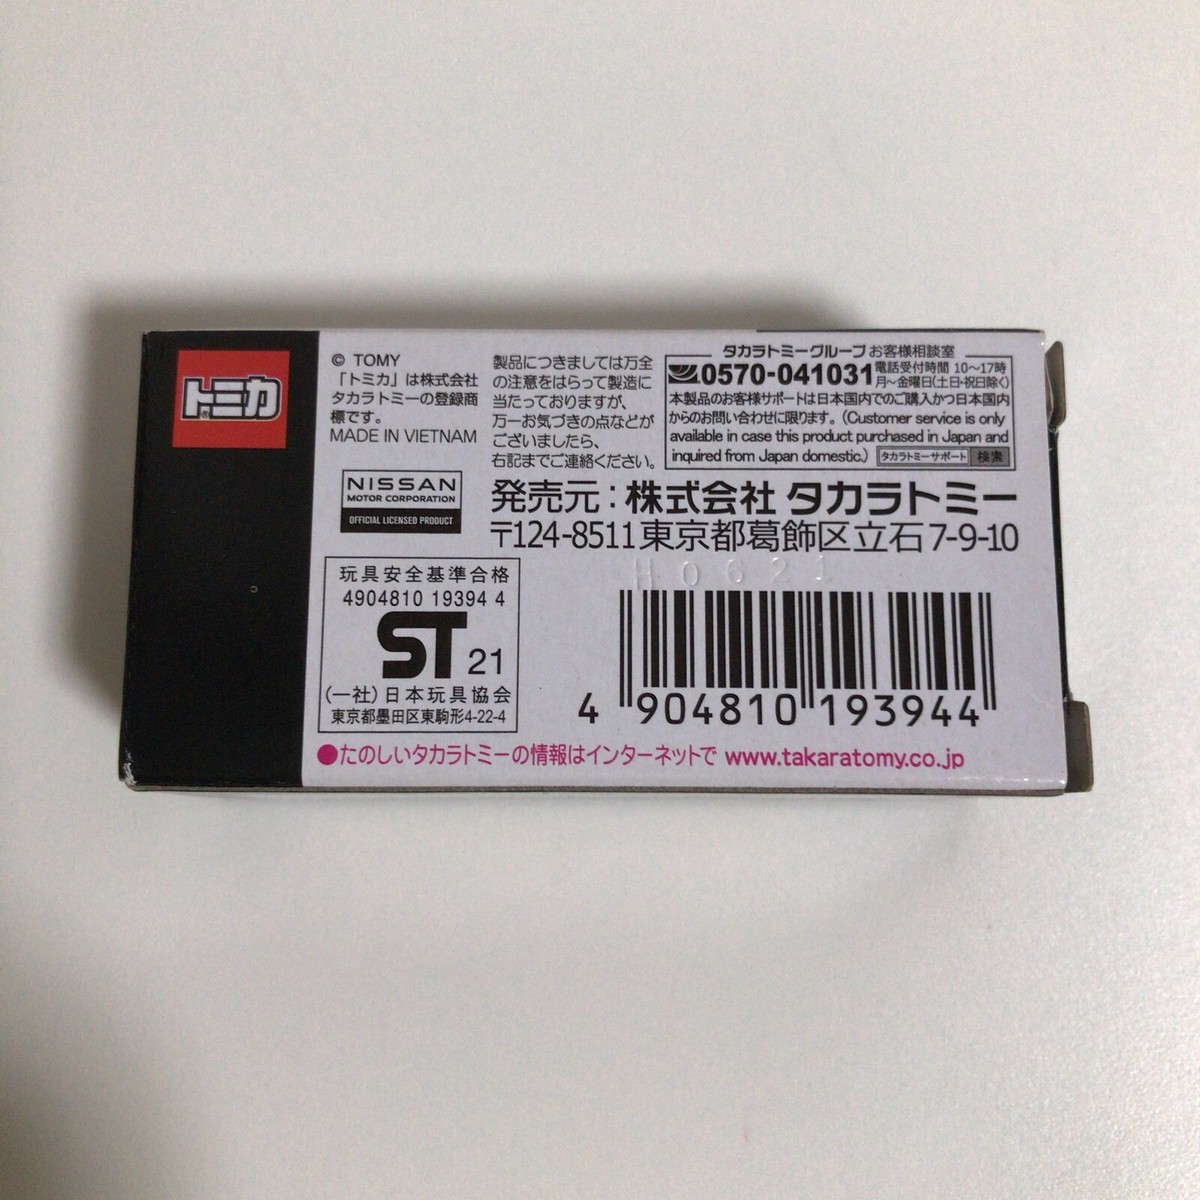 トミカ
© TOMY
「トミカ」は株式会社
タカラトミーの登録商
標です。
MADE IN VIETNAM
NISSAN
MOTOR CORPORATION
OFFICIAL LICENSED PRODUCT
製品につきましては万全
の注意をはらって製造に
当たっておりますが、
万一お気づきの点などが
ございましたら、
右記までご連絡ください。
タカラトミーグループ お客様相談室
0570-041031 電話受付時間 10〜17時
月〜金曜日(土日・祝日除く)
本製品のお客様サポートは日本国内でのご購入かつ日本国内
からのお問い合わせに限ります。(Customer service is only
available in case this product purchased in Japan and
inquired from Japan domestic.) タカラトミーサポート 検索
発売元：株式会社 タカラトミー
〒124-8511 東京都葛飾区立石 7-9-10
H0621
玩具安全基準合格
4904810 19394 4
ST 21
(一社)日本玩具協会
東京都墨田区東駒形4-22-4
4 904810 193944
●たのしいタカラトミーの情報はインターネットで www.takaratomy.co.jp